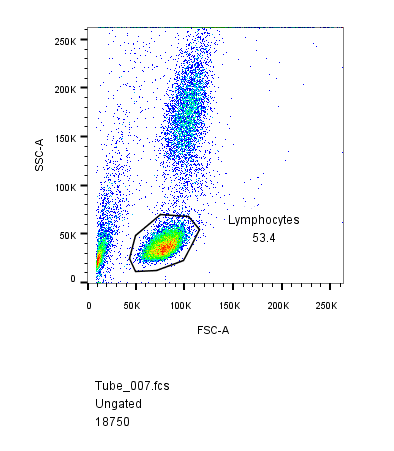 250K
200K
150K
100K
50K
0
SSC-A
Lymphocytes
53.4
0 50K 100K 150K 200K 250K
FSC-A
Tube_007.fcs
Ungated
18750